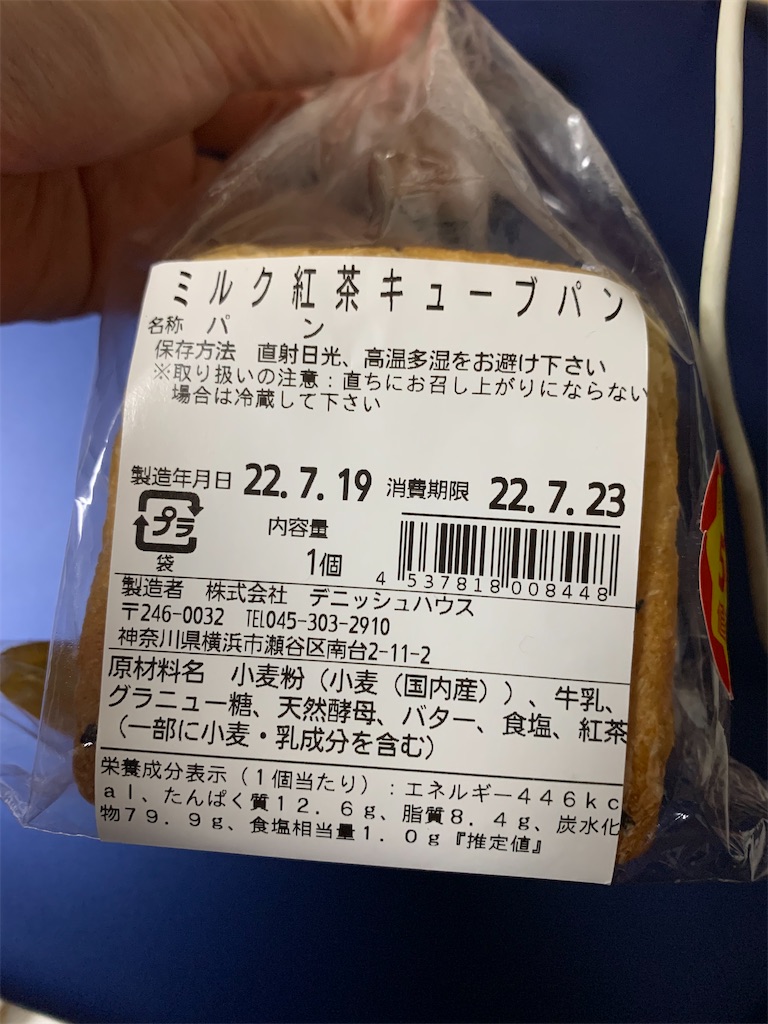 ミルク紅茶キューブパン
名称 パン
保存方法 直射日光、高温多湿をお避け下さい
※取り扱いの注意：直ちにお召し上がりにならない
場合は冷蔵して下さい
製造年月日 22.7.19 消費期限 22.7.23
プラ
袋
内容量
1個
4 537818 008448
製造者 株式会社 デニッシュハウス
〒246-0032 TEL045-303-2910
神奈川県横浜市瀬谷区南台2-11-2
原材料名 小麦粉（小麦（国内産））、牛乳、
グラニュー糖、天然酵母、バター、食塩、紅茶
（一部に小麦・乳成分を含む）
栄養成分表示（１個当たり）：エネルギー４４６ｋｃ
ａｌ、たんぱく質１２．６ｇ、脂質８．４ｇ、炭水化
物７９．９ｇ、食塩相当量１．０ｇ『推定値』